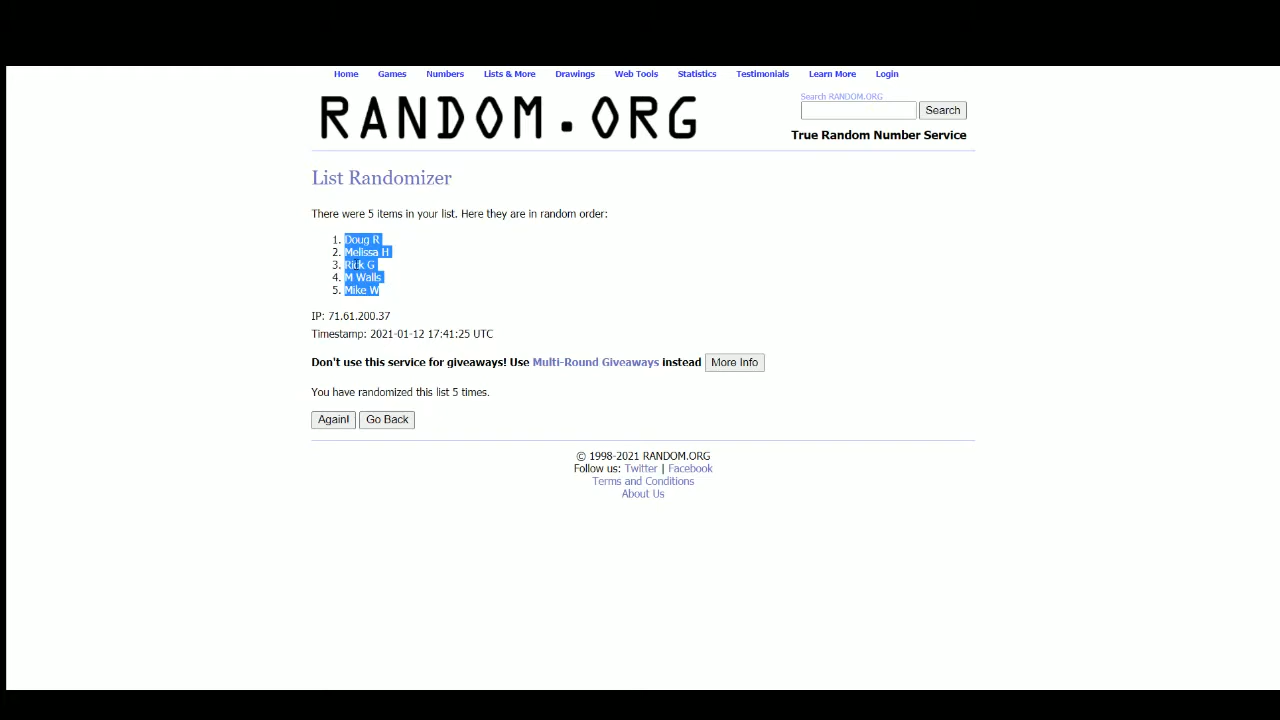 Home Games Numbers Lists & More Drawings Web Tools Statistics Testimonials Learn More Login
RANDOM.ORG
Search RANDOM.ORG
Search
True Random Number Service
List Randomizer
There were 5 items in your list. Here they are in random order:
1. Doug R
2. Melissa H
3. Rick G
4. M Walls
5. Mike W
IP: 71.61.200.37
Timestamp: 2021-01-12 17:41:25 UTC
Don't use this service for giveaways! Use Multi-Round Giveaways instead More Info
You have randomized this list 5 times.
Again! Go Back
© 1998-2021 RANDOM.ORG
Follow us: Twitter | Facebook
Terms and Conditions
About Us